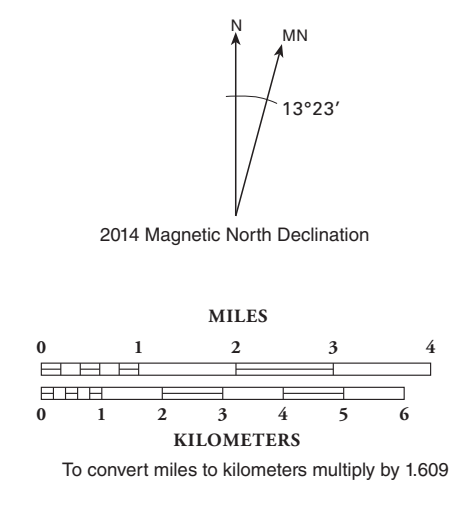 N
MN
13°23′
2014 Magnetic North Declination
MILES
0 1 2 3 4
0 1 2 3 4 5 6
KILOMETERS
To convert miles to kilometers multiply by 1.609